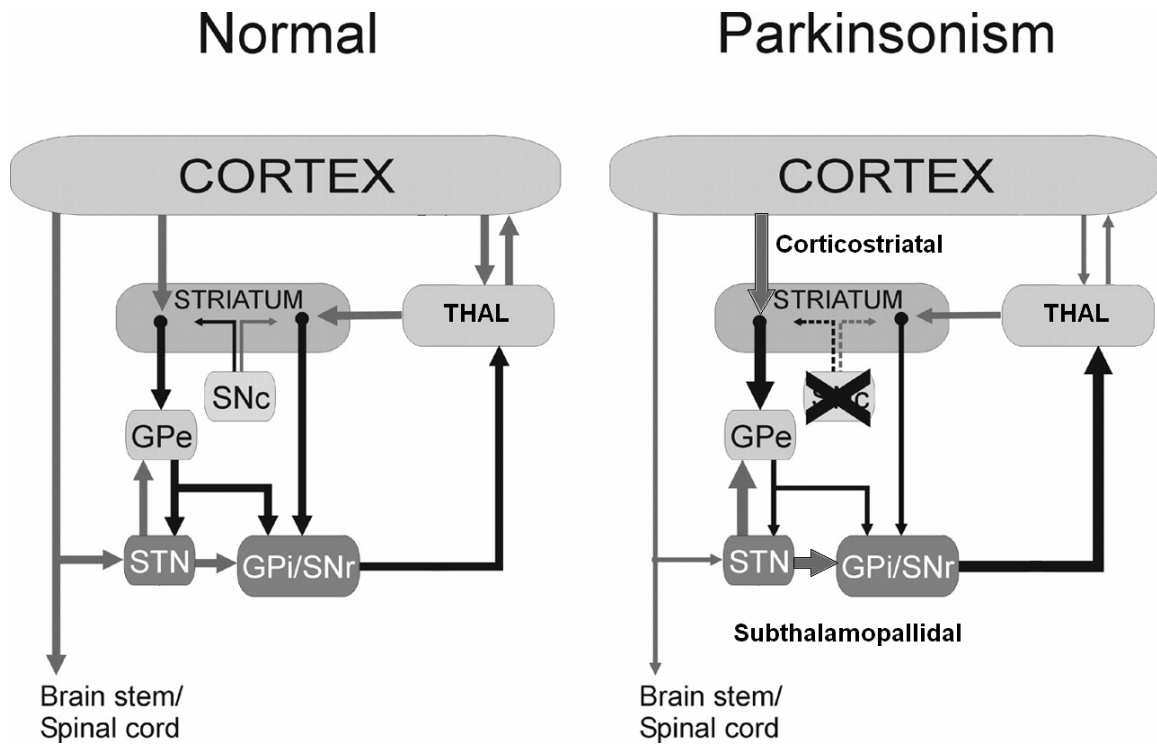 Normal
CORTEX
STRIATUM
THAL
SNc
GPe
STN
GPi/SNr
Brain stem/
Spinal cord
Parkinsonism
CORTEX
Corticostriatal
STRIATUM
THAL
GPe
STN
GPi/SNr
Subthalamopallidal
Brain stem/
Spinal cord